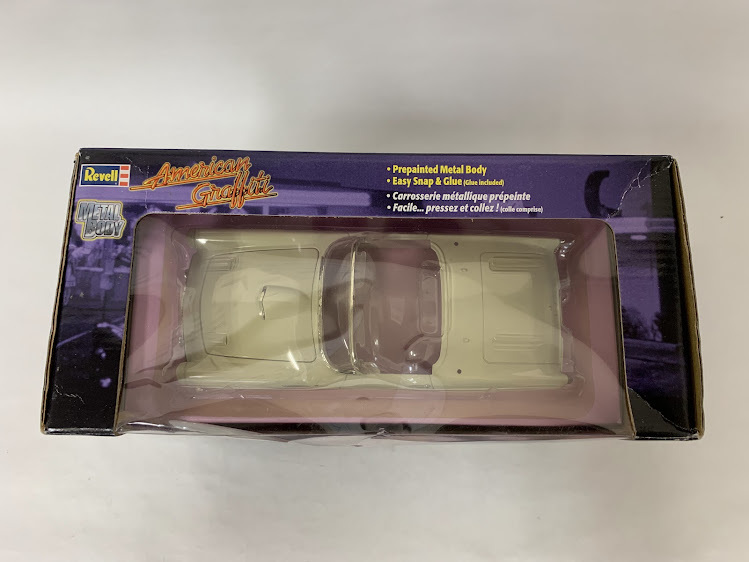 Revell
American
Graffiti
METAL
BODY
• Prepainted Metal Body
• Easy Snap & Glue (Glue included)
• Carrosserie métallique prépeinte
• Facile... pressez et collez ! (colle comprise)